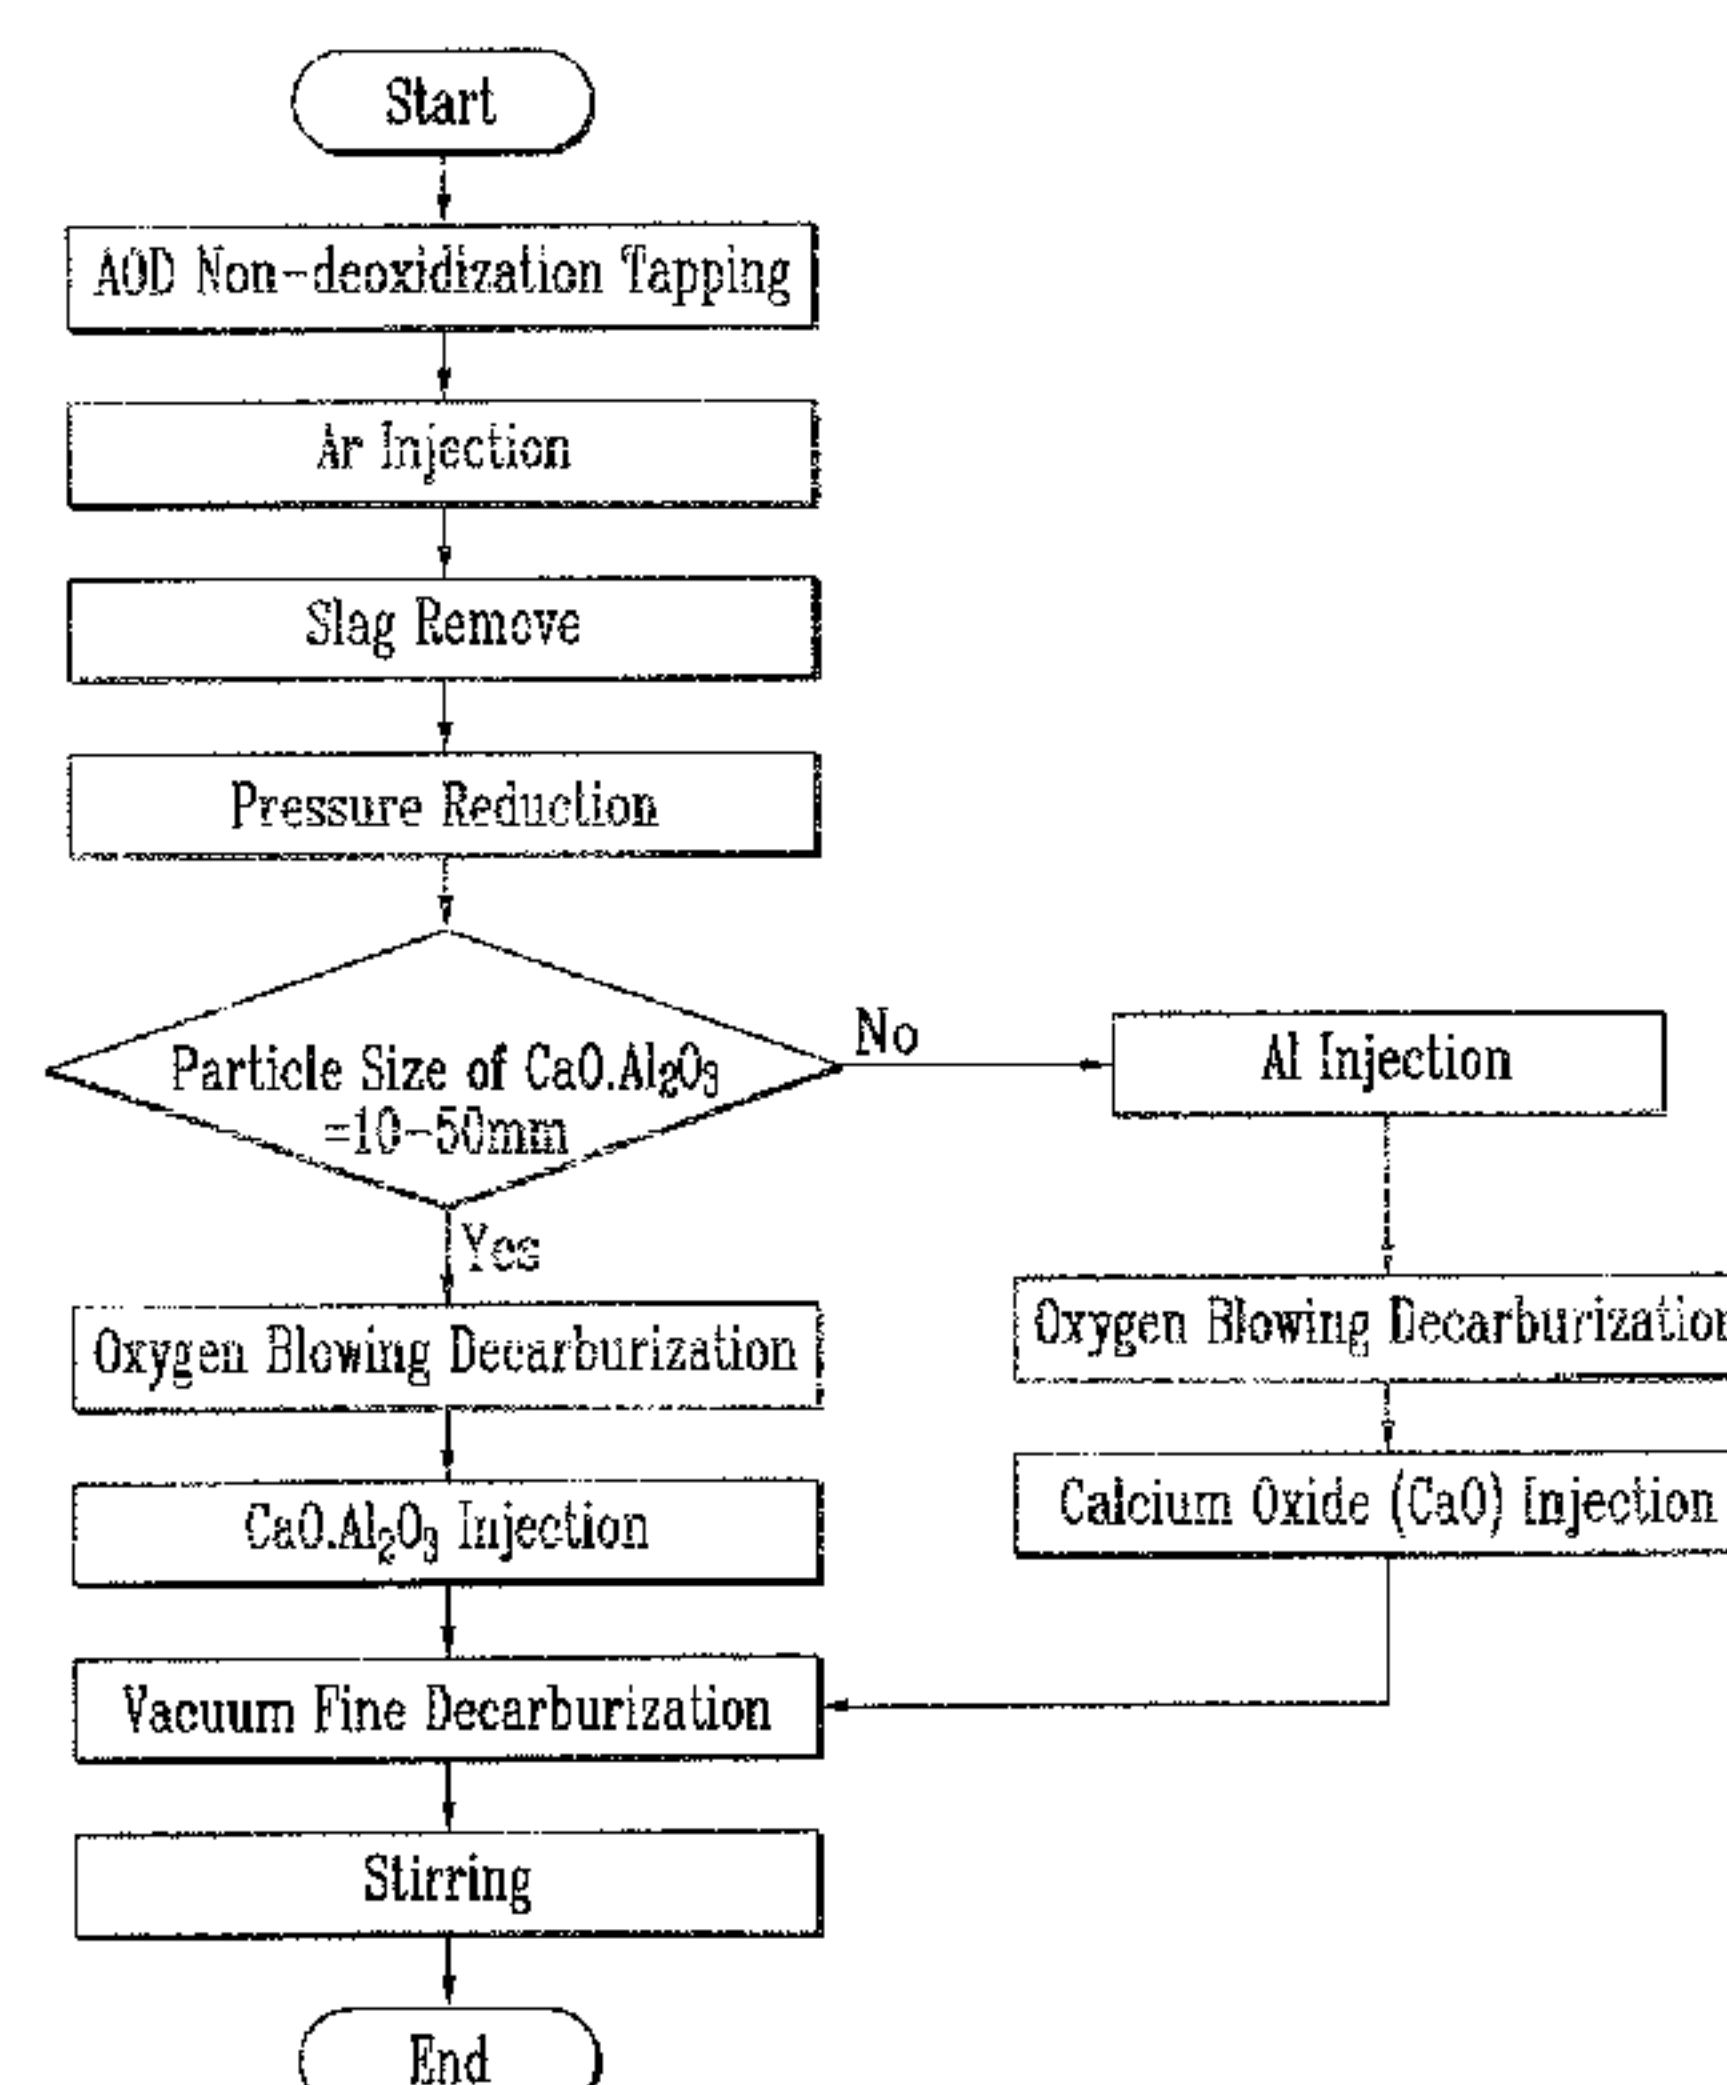 Start
AOD Non-deoxidization Tapping
Ar Injection
Slag Remove
Pressure Reduction
Particle Size of CaO.Al₂O₃
=10~50mm
No
Al Injection
Yes
Oxygen Blowing Decarburization
Oxygen Blowing Decarburization
CaO.Al₂O₃ Injection
Calcium Oxide (CaO) Injection
Vacuum Fine Decarburization
Stirring
End